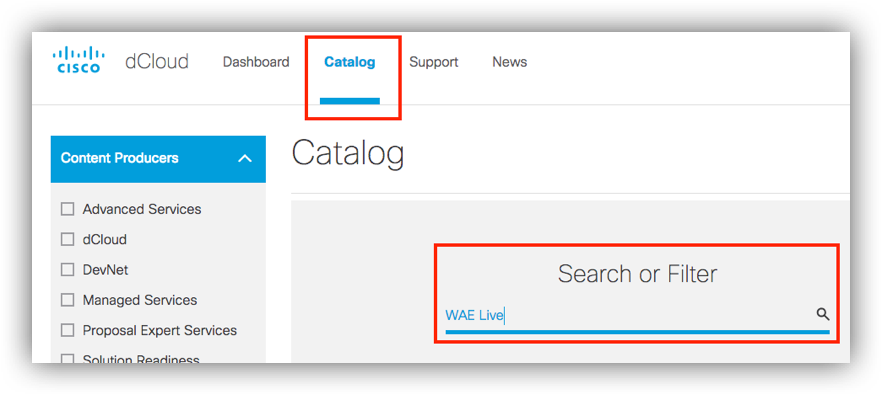 CISCO dCloud Dashboard Catalog Support News
Content Producers
Advanced Services
dCloud
DevNet
Managed Services
Proposal Expert Services
Solution Readiness
Catalog
Search or Filter
WAE Live